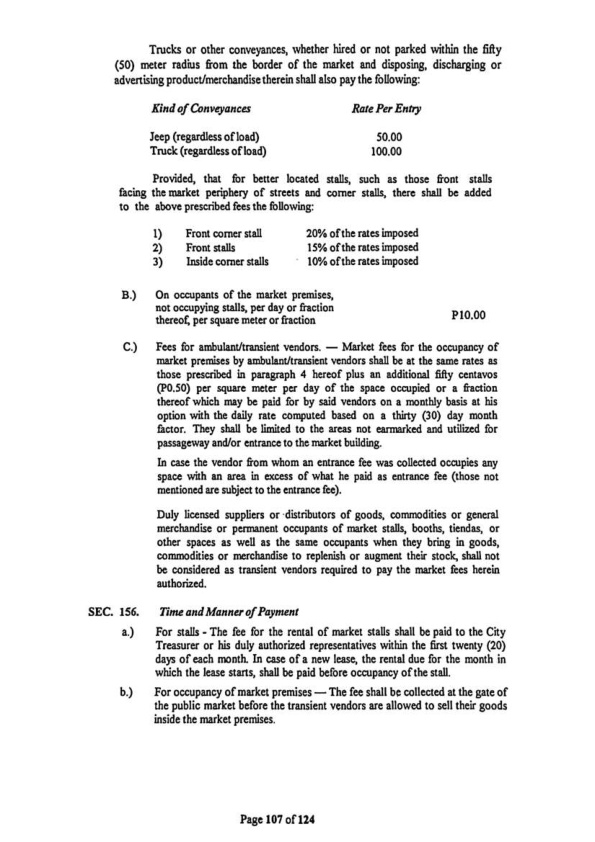 Trucks or other conveyances, whether hired or not parked within the fifty
(50) meter radius from the border of the market and disposing, discharging or
advertising product/merchandise therein shall also pay the following:
Kind of Conveyances Rate Per Entry
Jeep (regardless of load) 50.00
Truck (regardless of load) 100.00
Provided, that for better located stalls, such as those front stalls
facing the market periphery of streets and corner stalls, there shall be added
to the above prescribed fees the following:
1) Front corner stall 20% of the rates imposed
2) Front stalls 15% of the rates imposed
3) Inside corner stalls 10% of the rates imposed
B.) On occupants of the market premises,
not occupying stalls, per day or fraction
thereof, per square meter or fraction P10.00
C.) Fees for ambulant/transient vendors. — Market fees for the occupancy of
market premises by ambulant/transient vendors shall be at the same rates as
those prescribed in paragraph 4 hereof plus an additional fifty centavos
(P0.50) per square meter per day of the space occupied or a fraction
thereof which may be paid for by said vendors on a monthly basis at his
option with the daily rate computed based on a thirty (30) day month
factor. They shall be limited to the areas not earmarked and utilized for
passageway and/or entrance to the market building.
In case the vendor from whom an entrance fee was collected occupies any
space with an area in excess of what he paid as entrance fee (those not
mentioned are subject to the entrance fee).
Duly licensed suppliers or distributors of goods, commodities or general
merchandise or permanent occupants of market stalls, booths, tiendas, or
other spaces as well as the same occupants when they bring in goods,
commodities or merchandise to replenish or augment their stock, shall not
be considered as transient vendors required to pay the market fees herein
authorized.
SEC. 156. Time and Manner of Payment
a.) For stalls - The fee for the rental of market stalls shall be paid to the City
Treasurer or his duly authorized representatives within the first twenty (20)
days of each month. In case of a new lease, the rental due for the month in
which the lease starts, shall be paid before occupancy of the stall.
b.) For occupancy of market premises — The fee shall be collected at the gate of
the public market before the transient vendors are allowed to sell their goods
inside the market premises.
Page 107 of 124